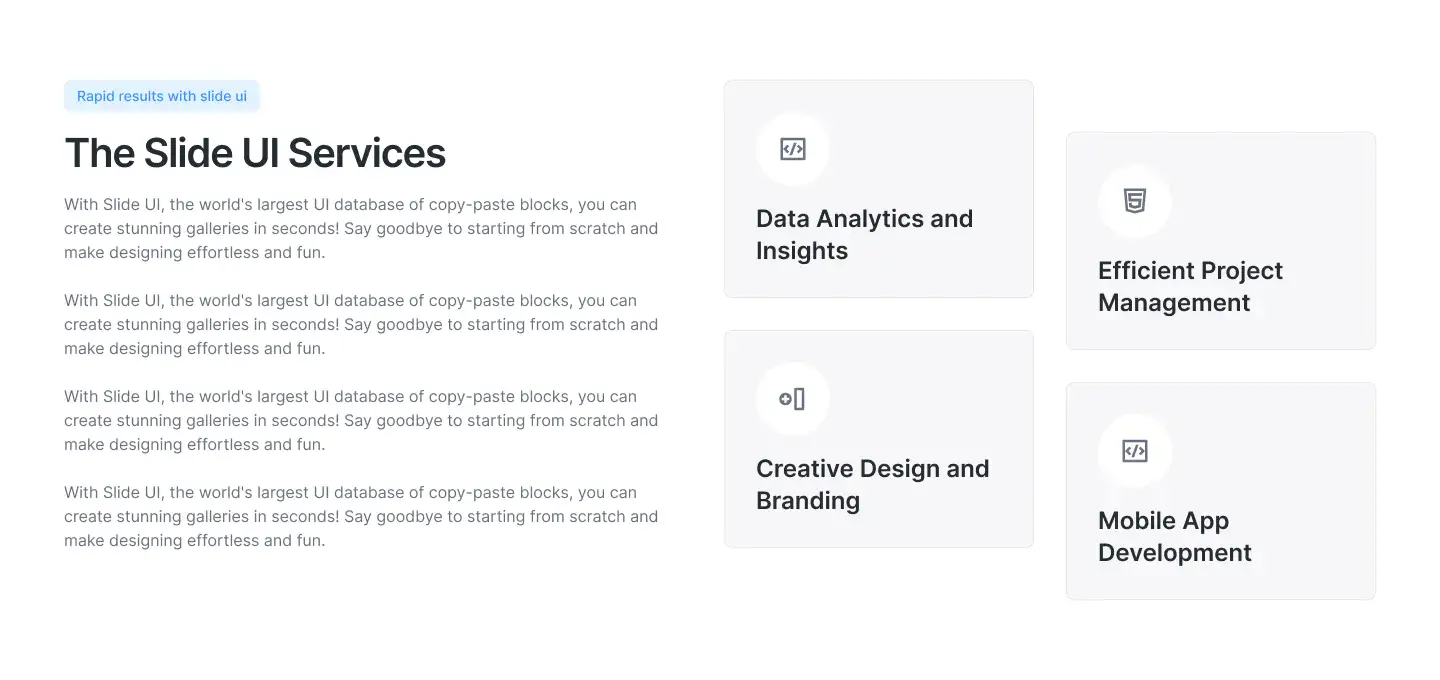 Rapid results with slide ui
The Slide UI Services
With Slide UI, the world's largest UI database of copy-paste blocks, you can
create stunning galleries in seconds! Say goodbye to starting from scratch and
make designing effortless and fun.
With Slide UI, the world's largest UI database of copy-paste blocks, you can
create stunning galleries in seconds! Say goodbye to starting from scratch and
make designing effortless and fun.
With Slide UI, the world's largest UI database of copy-paste blocks, you can
create stunning galleries in seconds! Say goodbye to starting from scratch and
make designing effortless and fun.
With Slide UI, the world's largest UI database of copy-paste blocks, you can
create stunning galleries in seconds! Say goodbye to starting from scratch and
make designing effortless and fun.
Data Analytics and
Insights
Efficient Project
Management
Creative Design and
Branding
Mobile App
Development